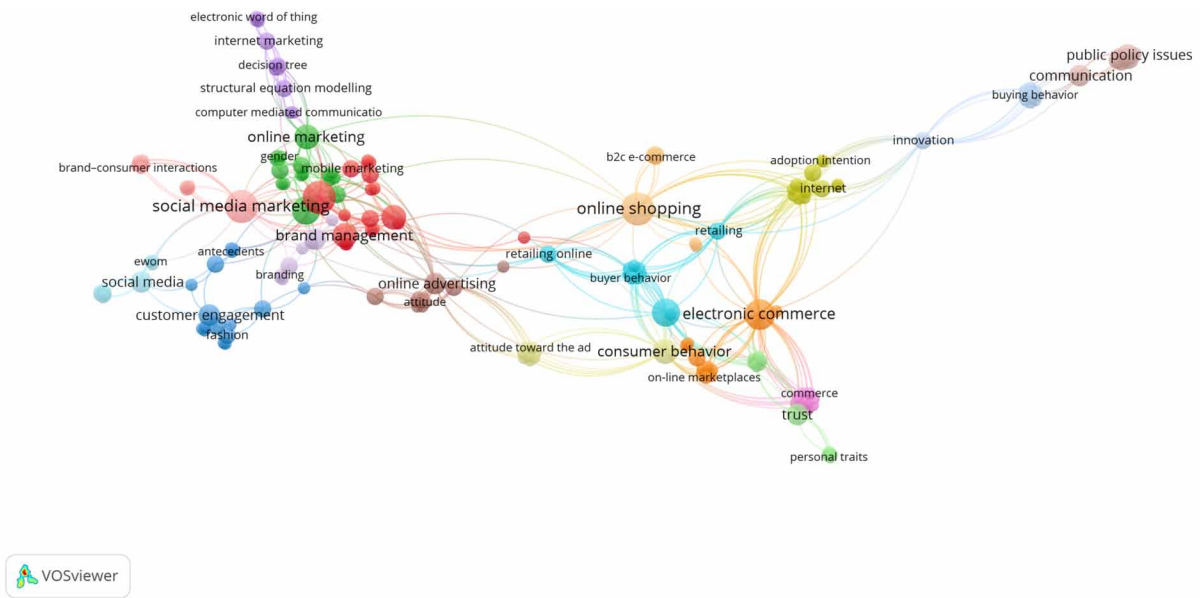 electronic word of thing
internet marketing
decision tree
structural equation modelling
computer mediated communicatio
online marketing
gender
mobile marketing
brand–consumer interactions
social media marketing
brand management
antecedents
ewom
branding
social media
customer engagement
fashion
online advertising
attitude
attitude toward the ad
b2c e-commerce
online shopping
retailing
retailing online
buyer behavior
electronic commerce
consumer behavior
on-line marketplaces
commerce
trust
personal traits
adoption intention
internet
innovation
buying behavior
communication
public policy issues
VOSviewer